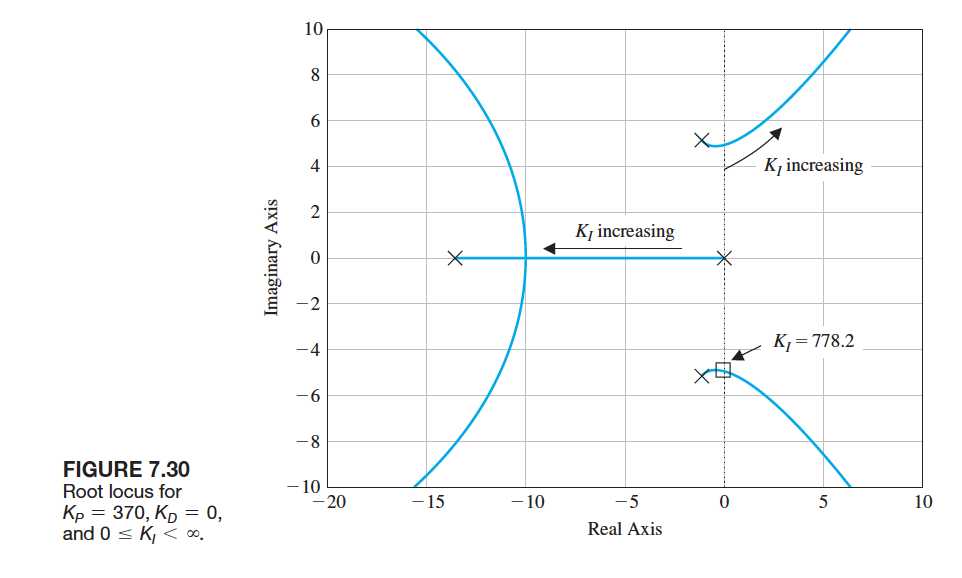 10
8
6
4
2
0
−2
−4
−6
−8
−10
−20
−15
−10
−5
0
5
10
Imaginary Axis
Real Axis
K_I increasing
K_I increasing
K_I = 778.2
FIGURE 7.30
Root locus for
K_P = 370, K_D = 0,
and 0 ≤ K_I < ∞.